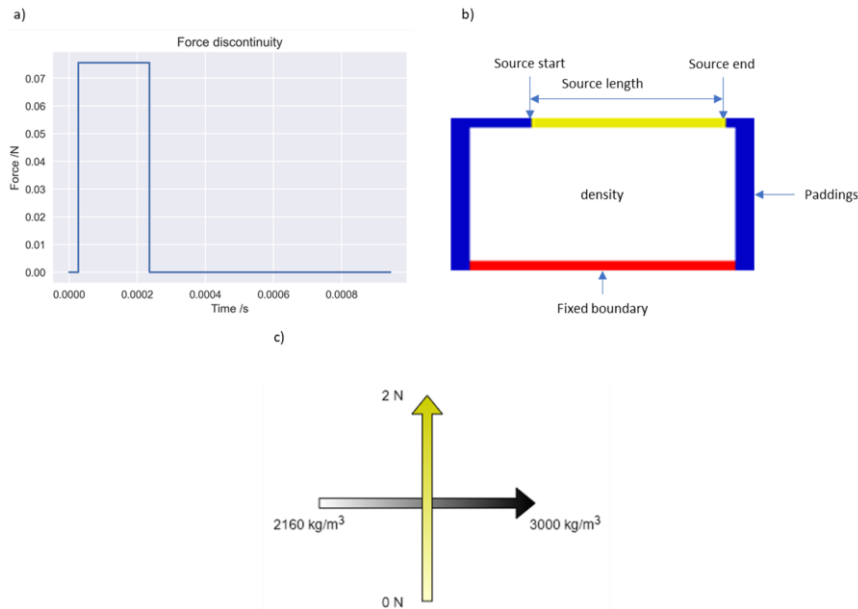 a)
Force discontinuity
0.07
0.06
0.05
0.04
0.03
0.02
0.01
0.00
Force /N
0.0000 0.0002 0.0004 0.0006 0.0008
Time /s
b)
Source start
Source end
Source length
density
Paddings
Fixed boundary
c)
2 N
2160 kg/m³
3000 kg/m³
0 N